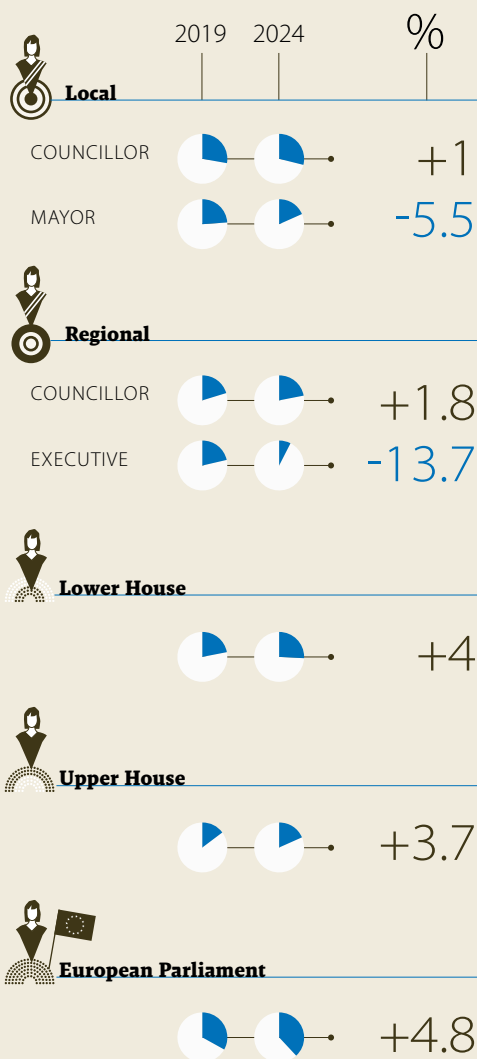 2019 2024 %
Local
COUNCILLOR +1
MAYOR -5.5
Regional
COUNCILLOR +1.8
EXECUTIVE -13.7
Lower House
+4
Upper House
+3.7
European Parliament
+4.8